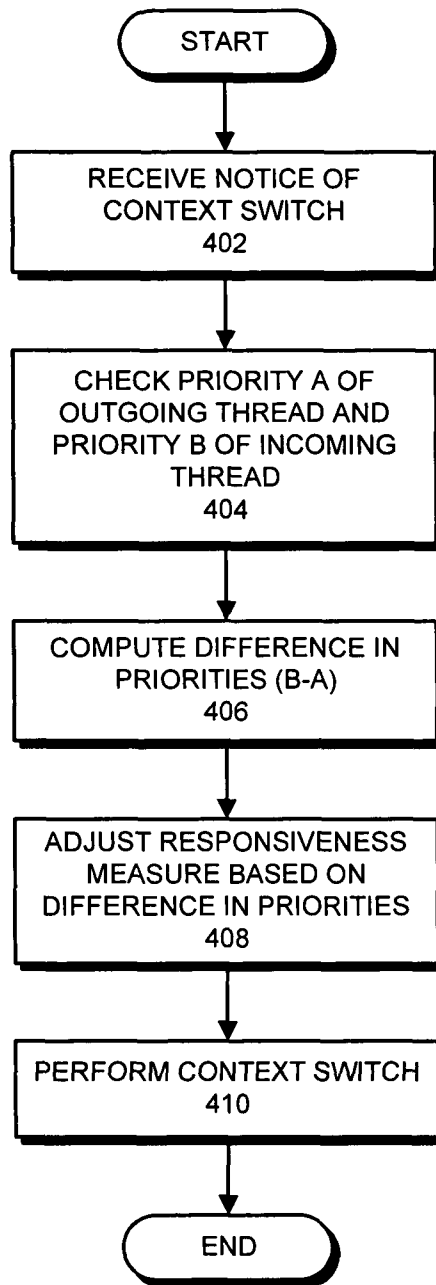 START
RECEIVE NOTICE OF
CONTEXT SWITCH
402
CHECK PRIORITY A OF
OUTGOING THREAD AND
PRIORITY B OF INCOMING
THREAD
404
COMPUTE DIFFERENCE IN
PRIORITIES (B-A)
406
ADJUST RESPONSIVENESS
MEASURE BASED ON
DIFFERENCE IN PRIORITIES
408
PERFORM CONTEXT SWITCH
410
END